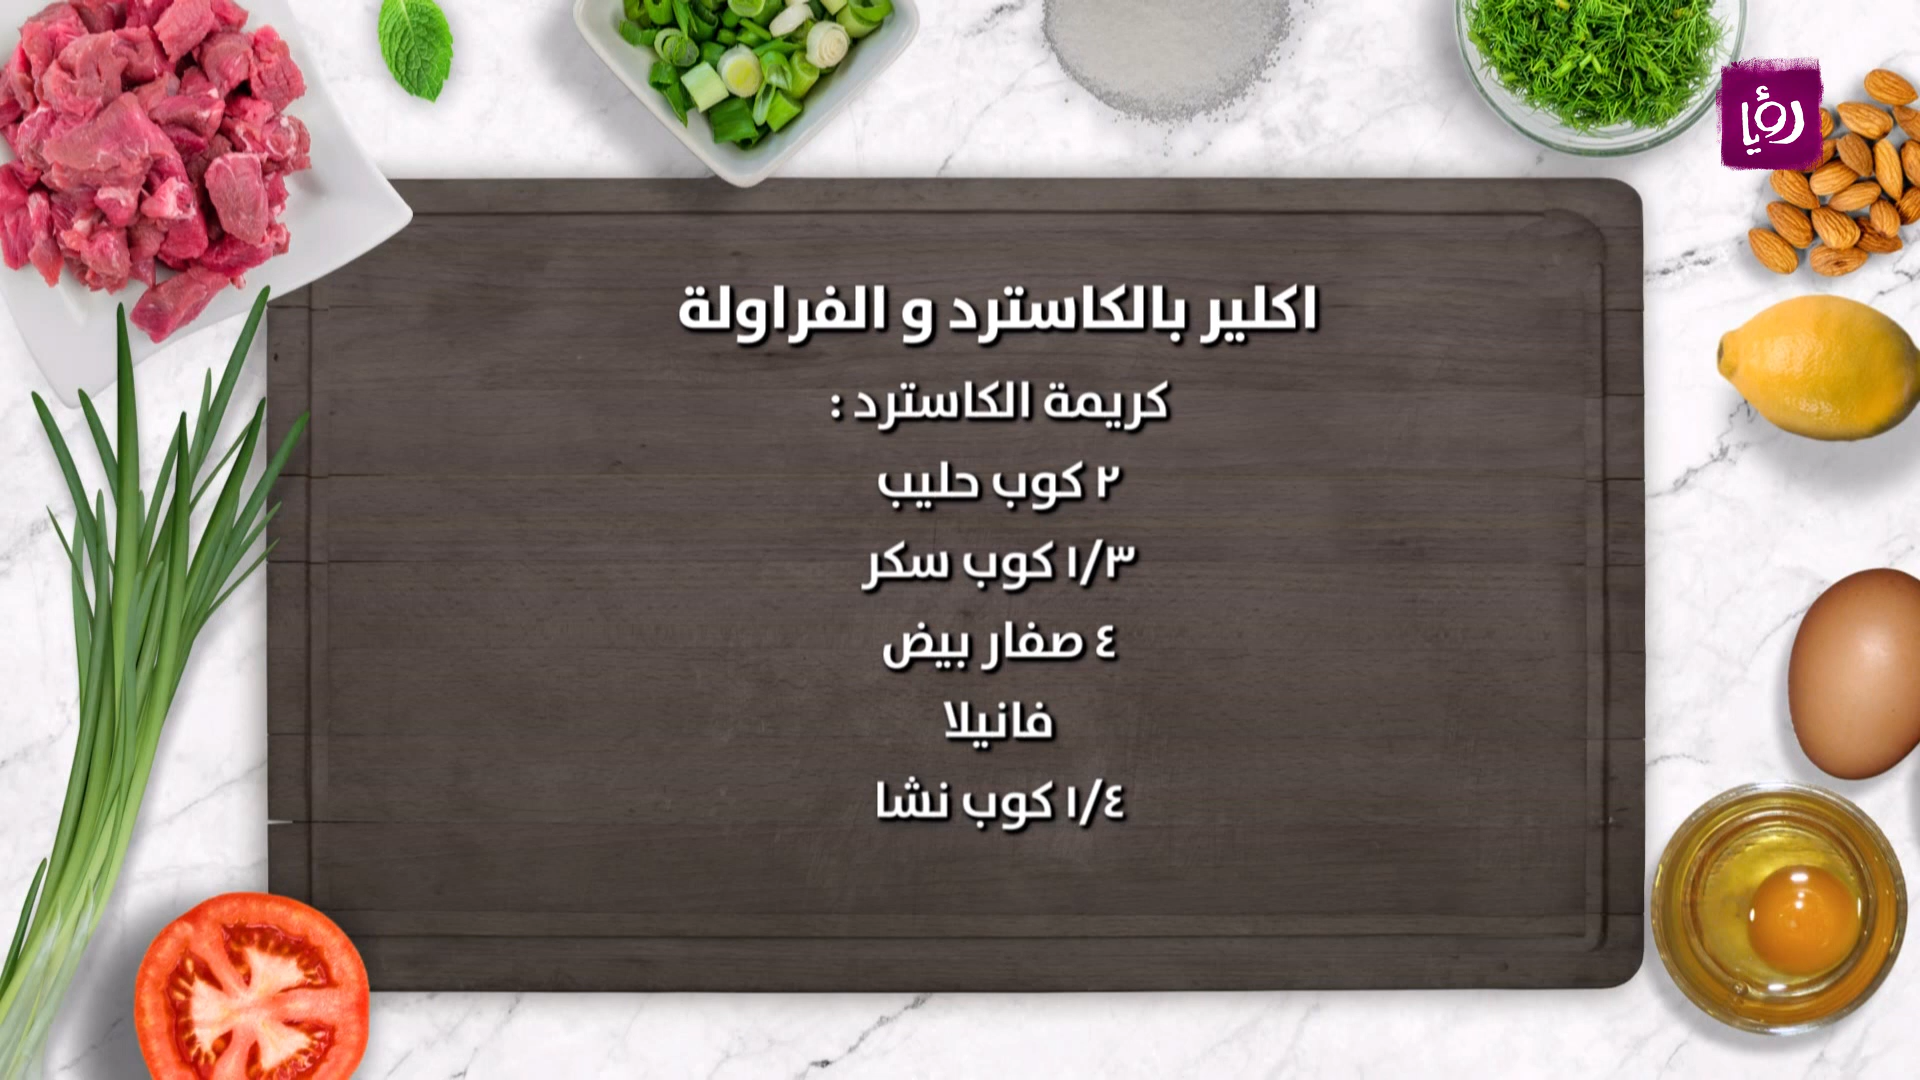 رؤيا
اكلير بالكاسترد و الفراولة
كريمة الكاسترد :
٢ كوب حليب
١/٣ كوب سكر
٤ صفار بيض
فانيلا
١/٤ كوب نشا